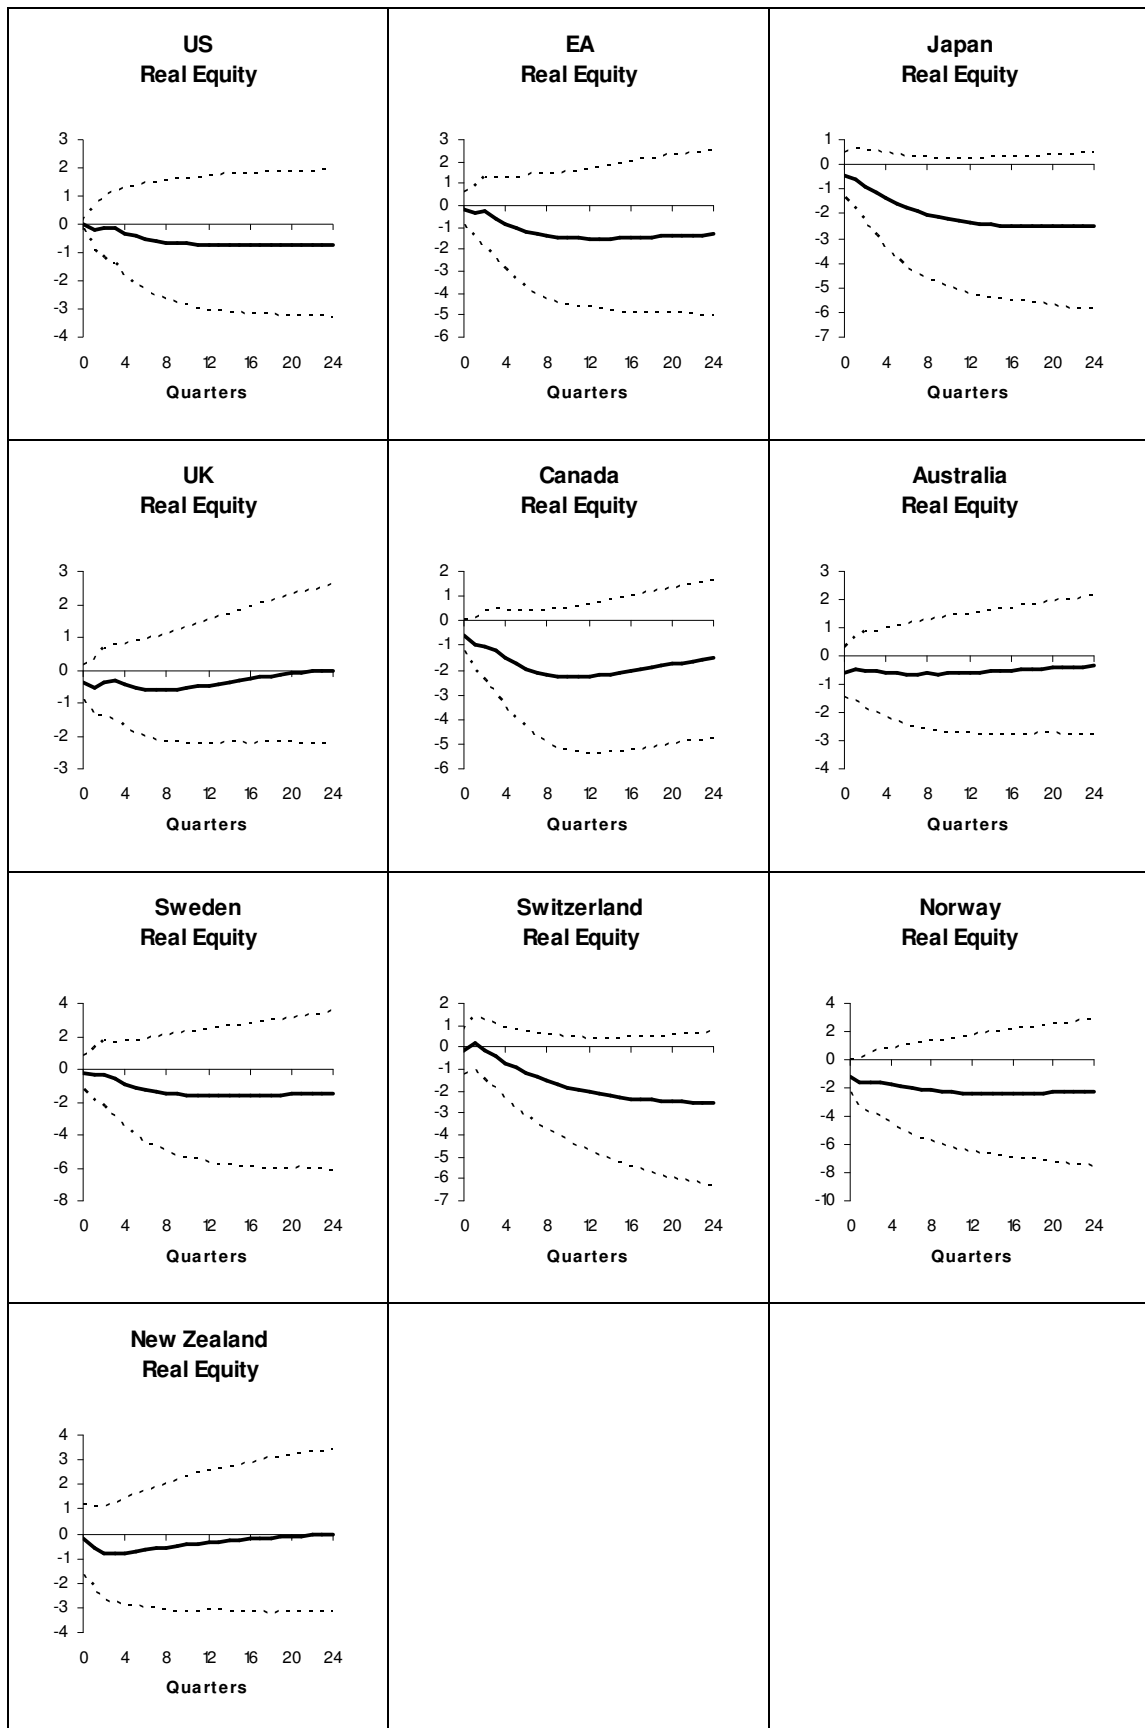 US
Real Equity
3
2
1
0
-1
-2
-3
-4
0 4 8 12 16 20 24
Quarters
EA
Real Equity
3
2
1
0
-1
-2
-3
-4
-5
-6
0 4 8 12 16 20 24
Quarters
Japan
Real Equity
1
0
-1
-2
-3
-4
-5
-6
-7
0 4 8 12 16 20 24
Quarters
UK
Real Equity
3
2
1
0
-1
-2
-3
0 4 8 12 16 20 24
Quarters
Canada
Real Equity
2
1
0
-1
-2
-3
-4
-5
-6
0 4 8 12 16 20 24
Quarters
Australia
Real Equity
3
2
1
0
-1
-2
-3
-4
0 4 8 12 16 20 24
Quarters
Sweden
Real Equity
4
2
0
-2
-4
-6
-8
0 4 8 12 16 20 24
Quarters
Switzerland
Real Equity
2
1
0
-1
-2
-3
-4
-5
-6
-7
0 4 8 12 16 20 24
Quarters
Norway
Real Equity
4
2
0
-2
-4
-6
-8
-10
0 4 8 12 16 20 24
Quarters
New Zealand
Real Equity
4
3
2
1
0
-1
-2
-3
-4
0 4 8 12 16 20 24
Quarters